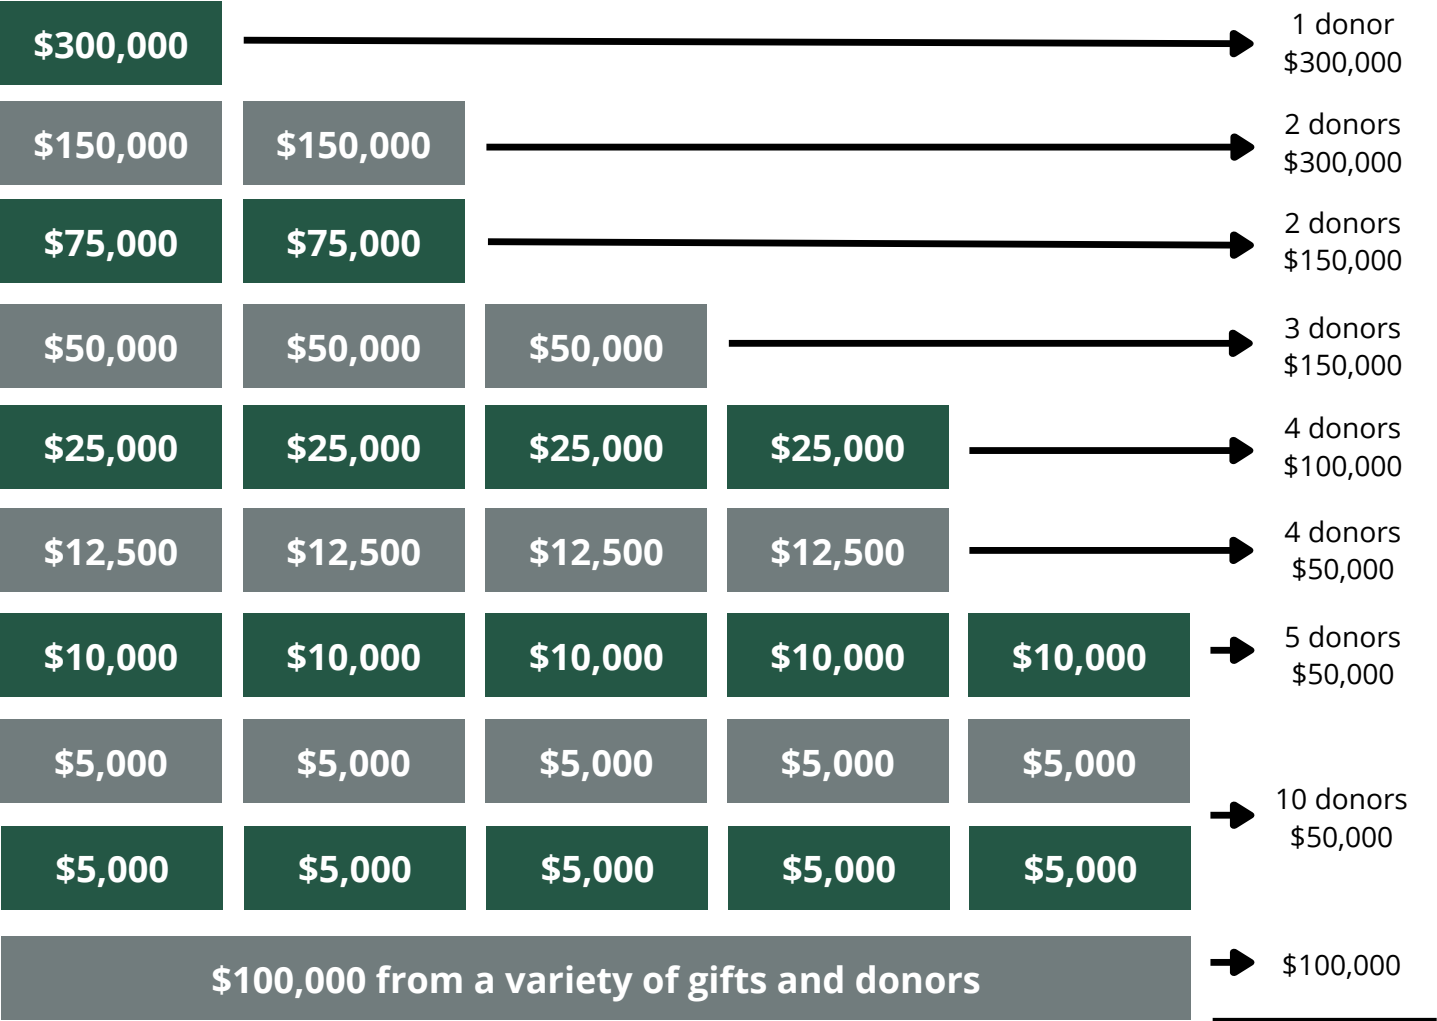 $300,000
1 donor
$300,000
$150,000 $150,000
2 donors
$300,000
$75,000 $75,000
2 donors
$150,000
$50,000 $50,000 $50,000
3 donors
$150,000
$25,000 $25,000 $25,000 $25,000
4 donors
$100,000
$12,500 $12,500 $12,500 $12,500
4 donors
$50,000
$10,000 $10,000 $10,000 $10,000 $10,000
5 donors
$50,000
$5,000 $5,000 $5,000 $5,000 $5,000
10 donors
$50,000
$5,000 $5,000 $5,000 $5,000 $5,000
$100,000 from a variety of gifts and donors
$100,000